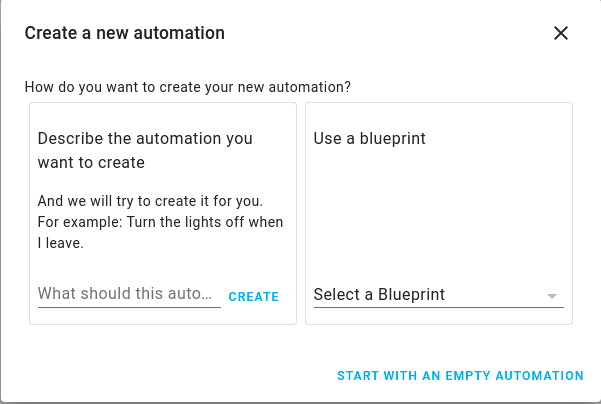 Create a new automation
How do you want to create your new automation?
Describe the automation you
want to create
And we will try to create it for you.
For example: Turn the lights off when
I leave.
What should this auto...
CREATE
Use a blueprint
Select a Blueprint
START WITH AN EMPTY AUTOMATION